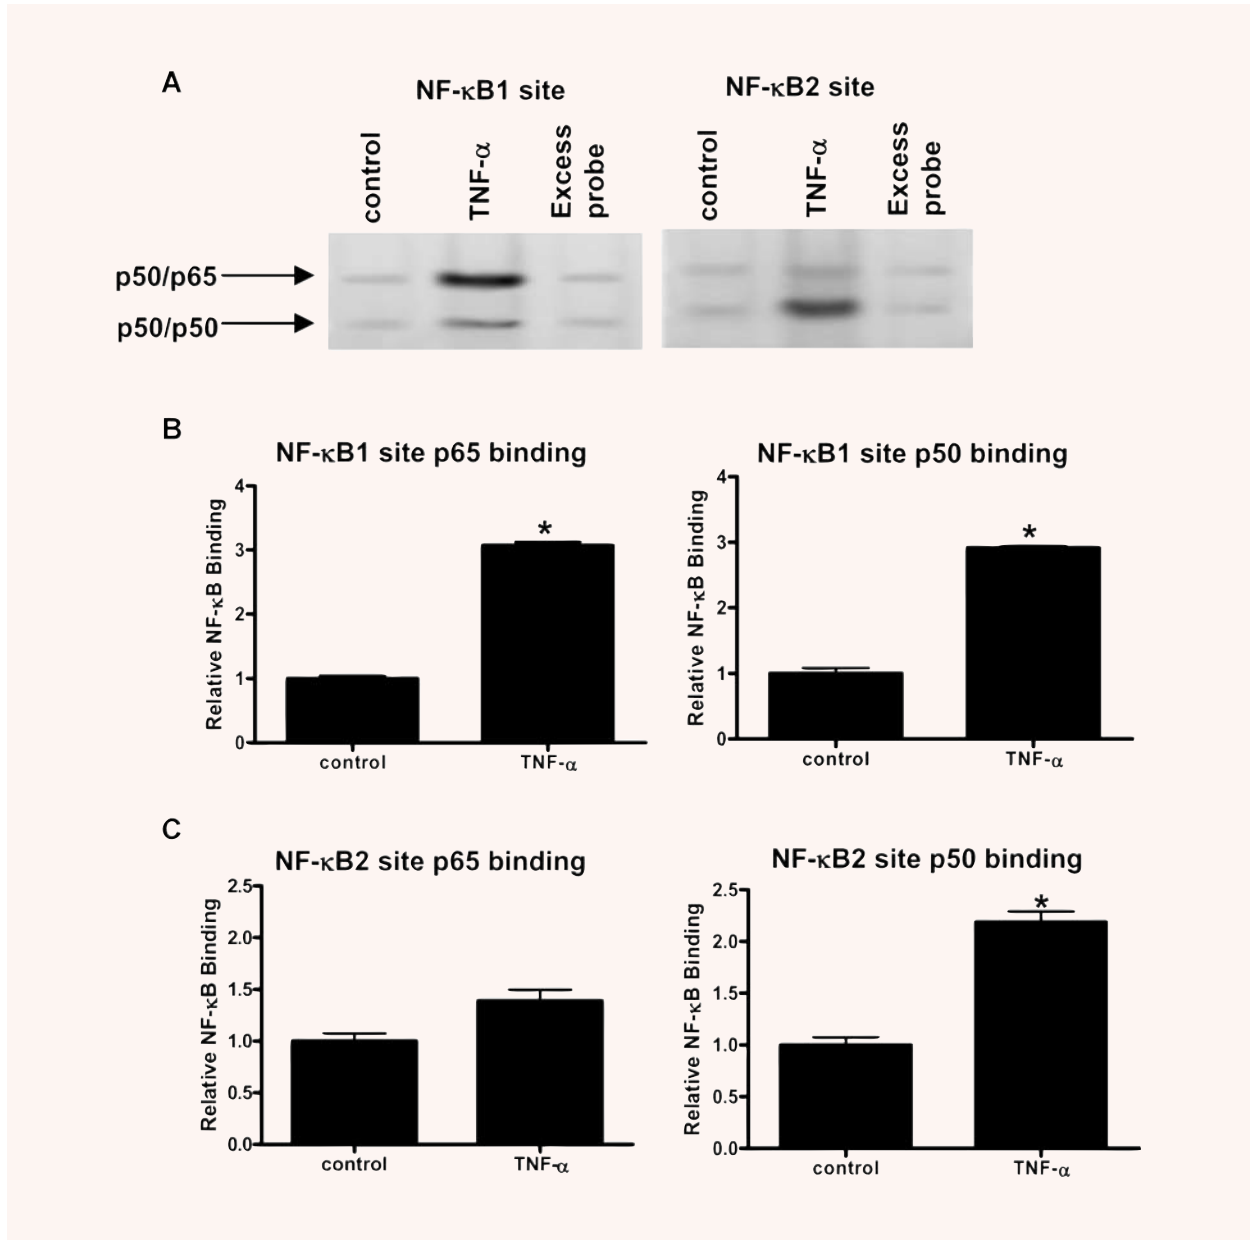 A
NF-κB1 site
NF-κB2 site
control
TNF-α
Excess
probe
control
TNF-α
Excess
probe
p50/p65
p50/p50
B
NF-κB1 site p65 binding
Relative NF-κB Binding
4
3
2
1
0
*
control
TNF-α
NF-κB1 site p50 binding
Relative NF-κB Binding
4
3
2
1
0
*
control
TNF-α
C
NF-κB2 site p65 binding
Relative NF-κB Binding
2.5
2.0
1.5
1.0
0.5
0.0
control
TNF-α
NF-κB2 site p50 binding
Relative NF-κB Binding
2.5
2.0
1.5
1.0
0.5
0.0
*
control
TNF-α